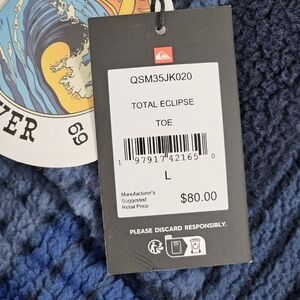 VER
69
QSM35JK020
TOTAL ECLIPSE
TOE
1 97917 42165 0
L
Manufacturer's
Suggested
Retail Price
$80.00
PLEASE DISCARD RESPONSIBLY.